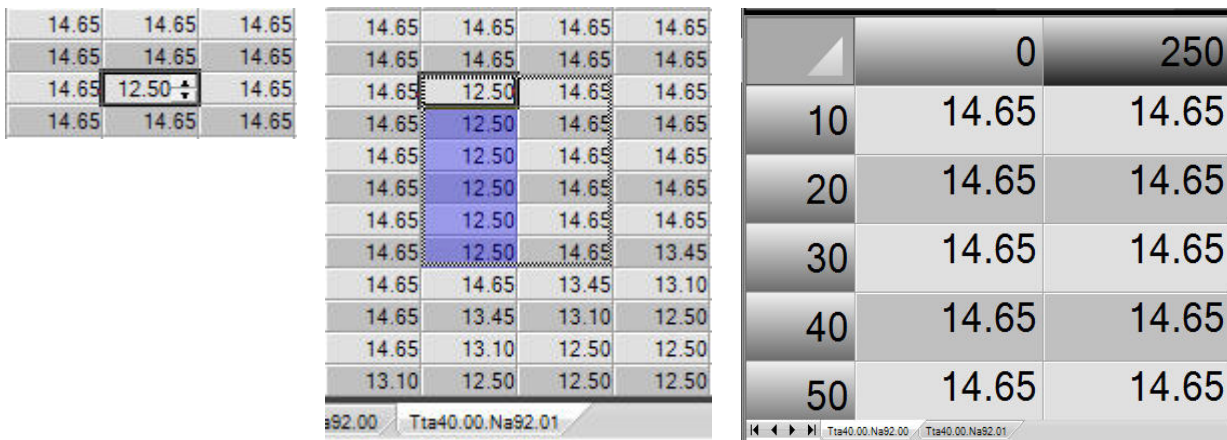 14.65 14.65 14.65
14.65 14.65 14.65
14.65 12.50 14.65
14.65 14.65 14.65
14.65 14.65 14.65 14.65
14.65 14.65 14.65 14.65
14.65 12.50 14.65 14.65
14.65 12.50 14.65 14.65
14.65 12.50 14.65 14.65
14.65 12.50 14.65 14.65
14.65 12.50 14.65 14.65
14.65 12.50 14.65 13.45
14.65 14.65 13.45 13.10
14.65 13.45 13.10 12.50
14.65 13.10 12.50 12.50
13.10 12.50 12.50 12.50
a92.00 Tta40.00.Na92.01
0 250
10 14.65 14.65
20 14.65 14.65
30 14.65 14.65
40 14.65 14.65
50 14.65 14.65
Tta40.00.Na92.00 Tta40.00.Na92.01